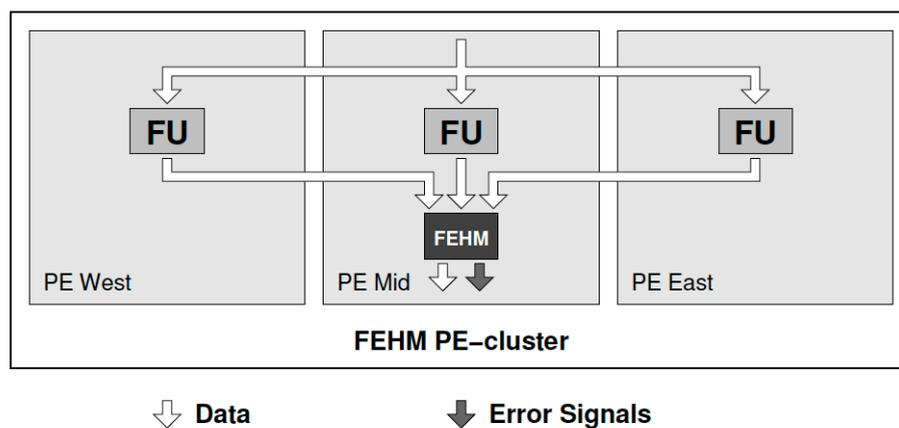 FU FU FU
FEHM
PE West PE Mid PE East
FEHM PE–cluster
Data Error Signals